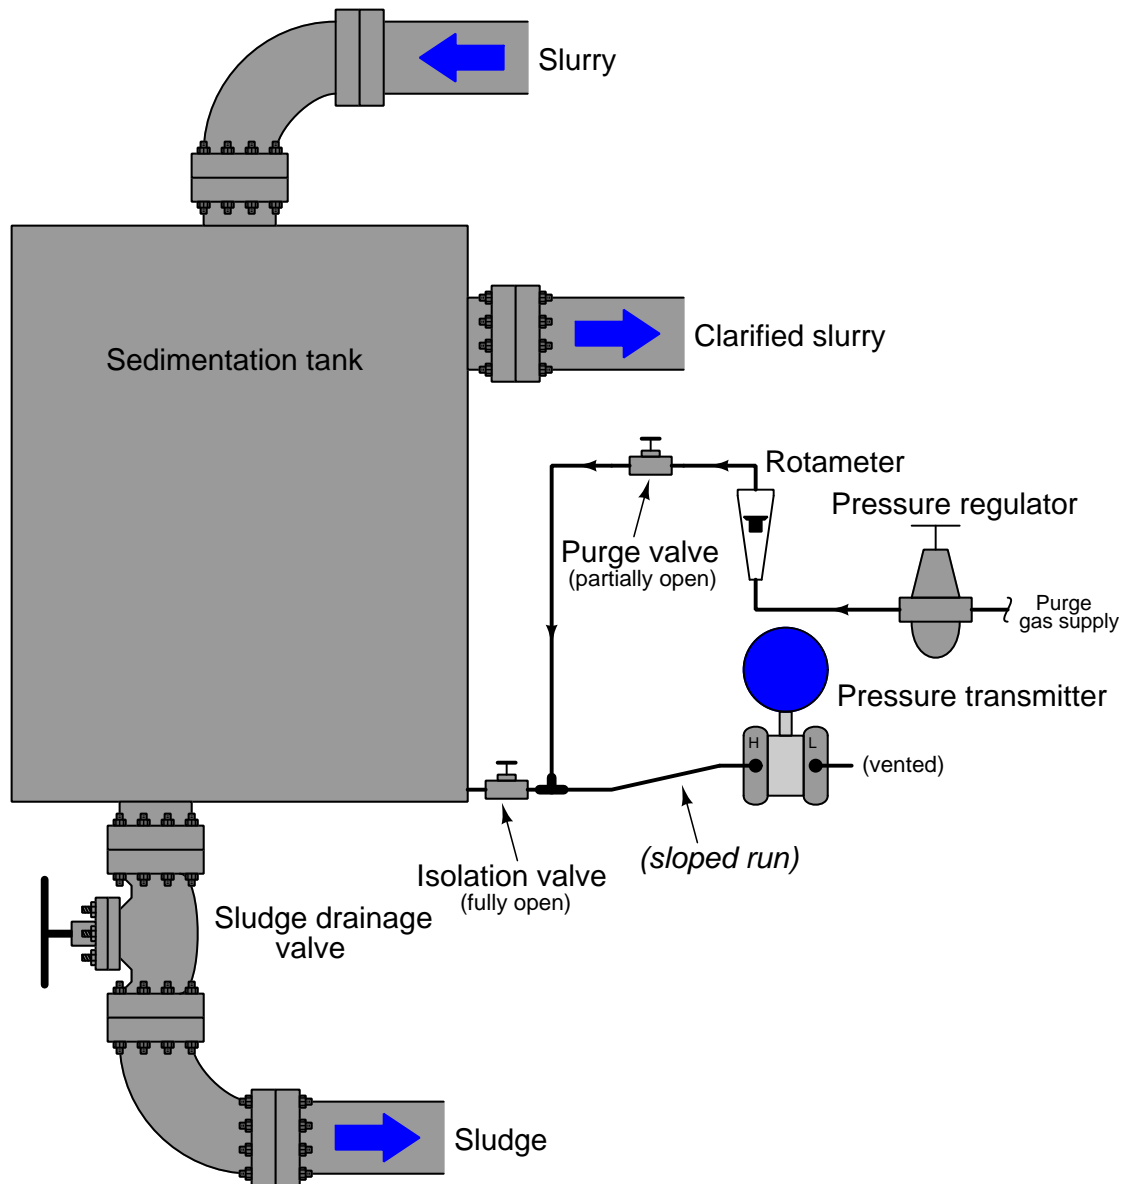 Slurry
Sedimentation tank
Clarified slurry
Rotameter
Pressure regulator
Purge valve
(partially open)
Purge
gas supply
Pressure transmitter
H
L
(vented)
(sloped run)
Isolation valve
(fully open)
Sludge drainage
valve
Sludge